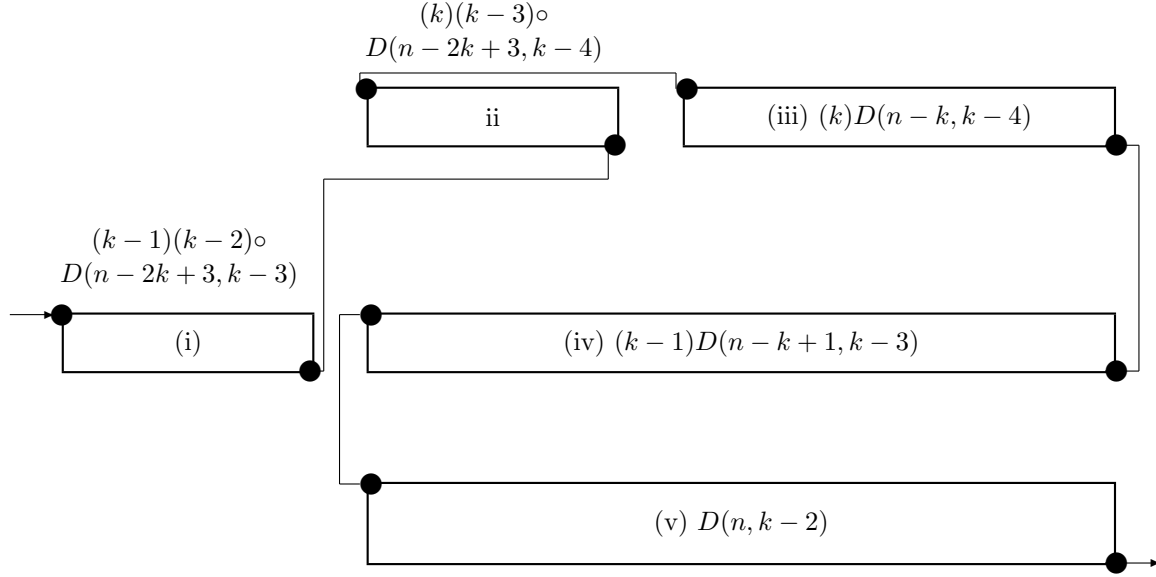 (k)(k − 3)∘
D(n − 2k + 3, k − 4)
ii
(iii) (k)D(n − k, k − 4)
(k − 1)(k − 2)∘
D(n − 2k + 3, k − 3)
(i)
(iv) (k − 1)D(n − k + 1, k − 3)
(v) D(n, k − 2)